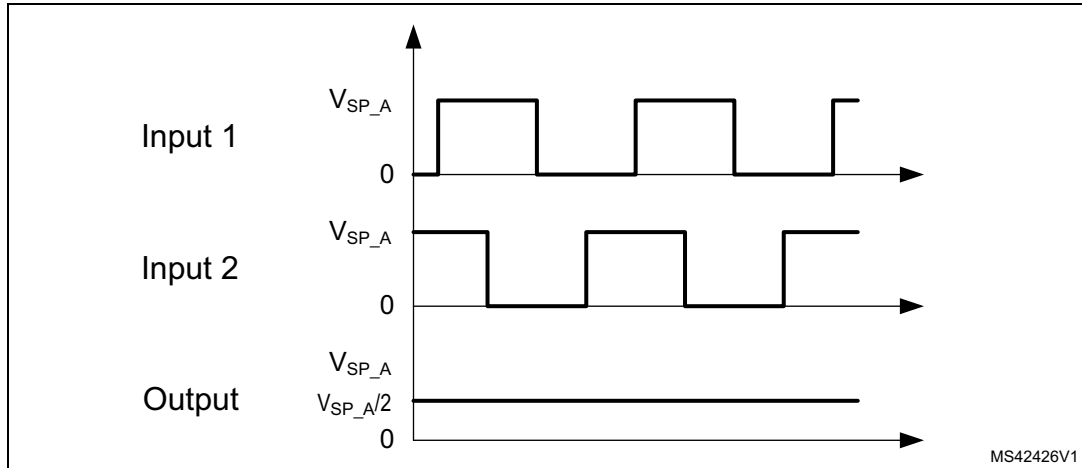 V_SP_A
Input 1
0
V_SP_A
Input 2
0
V_SP_A
Output
V_SP_A/2
0
MS42426V1